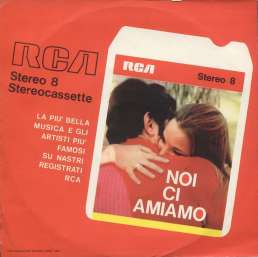 RCA
Stereo 8
Stereocassette
LA PIU' BELLA
MUSICA E GLI
ARTISTI PIU'
FAMOSI
SU NASTRI
REGISTRATI
RCA
RCA Stereo 8
NOI
CI
AMIAMO